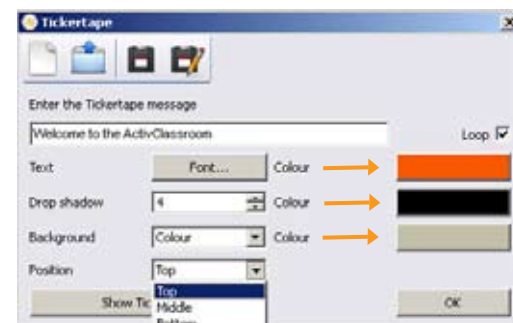 Tickertape
Enter the Tickertape message
Welcome to the ActivClassroom Loop
Text Font... Colour
Drop shadow 4 Colour
Background Colour Colour
Position Top
Top
Show Tic Middle OK
Bottom